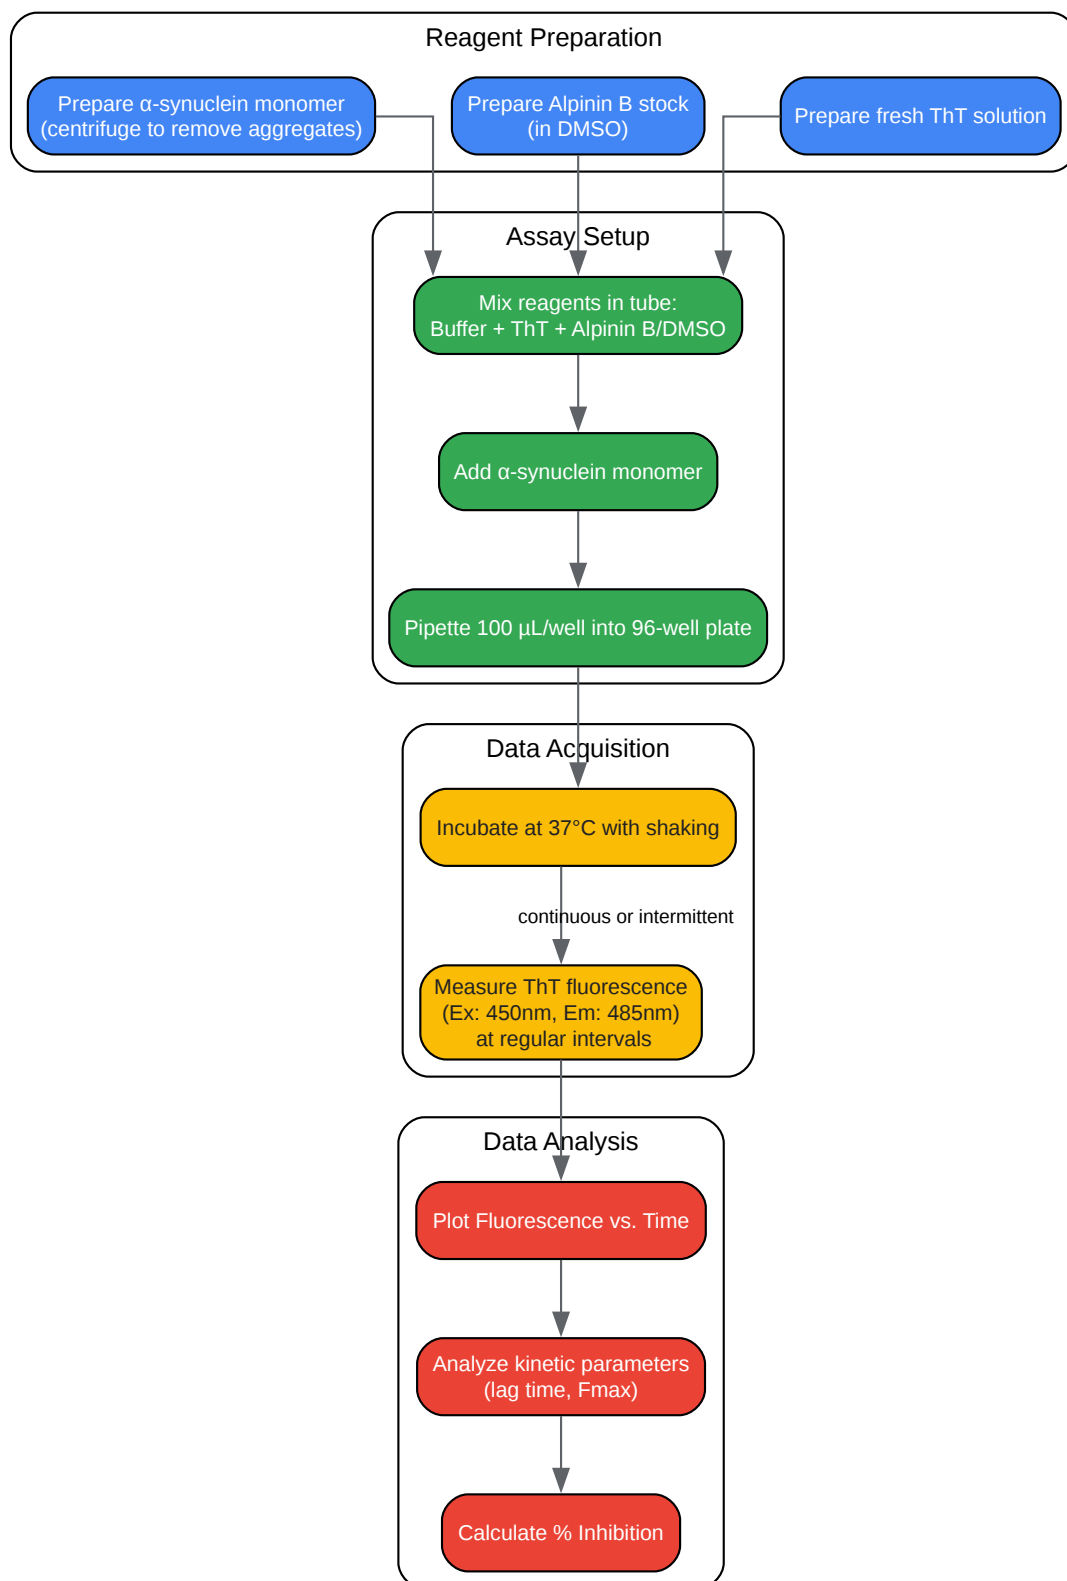 Reagent Preparation
Prepare α-synuclein monomer
(centrifuge to remove aggregates)
Prepare Alpinin B stock
(in DMSO)
Prepare fresh ThT solution
Assay Setup
Mix reagents in tube:
Buffer + ThT + Alpinin B/DMSO
Add α-synuclein monomer
Pipette 100 µL/well into 96-well plate
Data Acquisition
Incubate at 37°C with shaking
continuous or intermittent
Measure ThT fluorescence
(Ex: 450nm, Em: 485nm)
at regular intervals
Data Analysis
Plot Fluorescence vs. Time
Analyze kinetic parameters
(lag time, Fmax)
Calculate % Inhibition